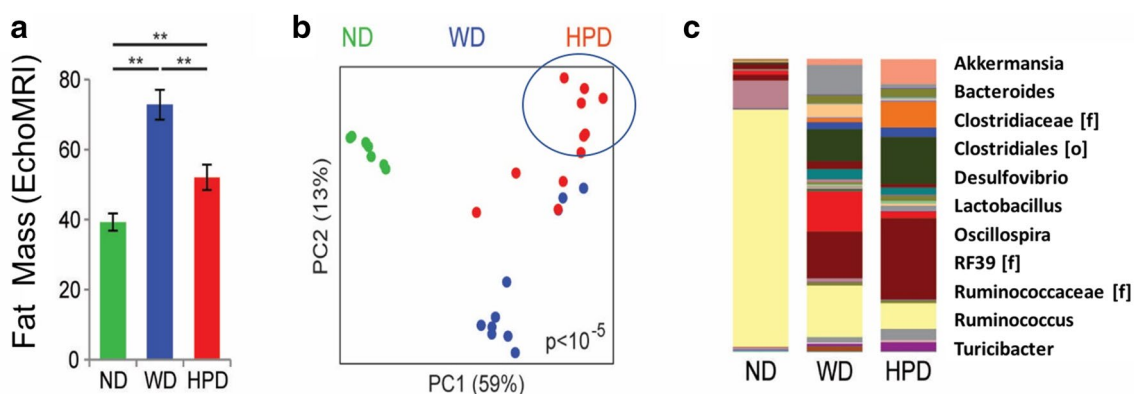 a
**
**
**
Fat Mass (EchoMRI)
80
60
40
20
0
ND
WD
HPD
b
ND
WD
HPD
PC2 (13%)
p<10-5
PC1 (59%)
c
Akkermansia
Bacteroides
Clostridiaceae [f]
Clostridiales [o]
Desulfovibrio
Lactobacillus
Oscillospira
RF39 [f]
Ruminococcaceae [f]
Ruminococcus
Turicibacter
ND
WD
HPD